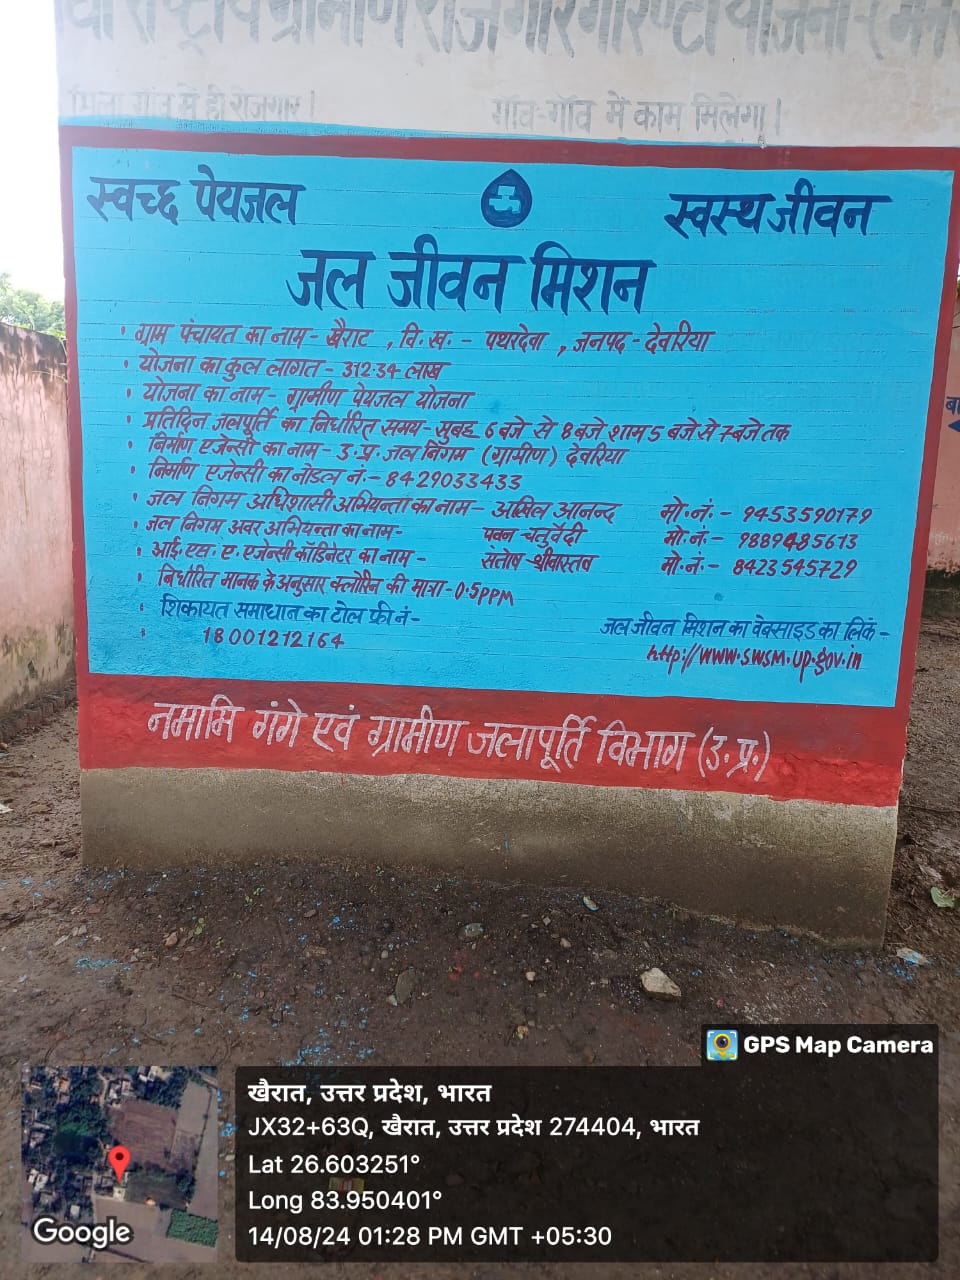 राष्ट्रीय ग्रामीण रोजगार गारण्टी योजना-(मनरे
मिला गाँव में ही रोजगार।
गॉव-गॉव में काम मिलेगा।
स्वच्छ पेयजल
स्वस्थ जीवन
जल जीवन मिशन
• ग्राम पंचायत का नाम- खैराट , वि.ख. - पथरदेवा , जनपद - देवरिया
• योजना का कुल लागत - 312.34 लाख
• योजना का नाम- ग्रामीण पेयजल योजना
• प्रतिदिन जलपूर्ति का निर्धारित समय- सुबह 6 बजे से 8 बजे शाम 5 बजे से 7 बजे तक
• निर्माण एजेन्सी का नाम- उ.प्र. जल निगम (ग्रामीण) देवरिया
• निर्माण एजेन्सी का नोडल नं.- 8429033433
• जल निगम अधिशासी अभियन्ता का नाम- अखिल आनन्द मो.नं.- 9453590179
• जल निगम अवर अभियन्ता का नाम- पवन चतुर्वेदी मो.नं.- 9889485613
• आई.एस.ए. एजेन्सी कॉडिनेटर का नाम - संतोष श्रीवास्तव मो.नं.- 8423545729
• निर्धारित मानक के अनुसार क्लोरिन की मात्रा-0.5PPM
• शिकायत समाधान का टोल फ्री नं-
• 18001212164
जल जीवन मिशन का वेबसाइड का लिंक-
http://www.swsm.up.gov.in
नमामि गंगे एवं ग्रामीण जलापूर्ति विभाग (उ.प्र.)
GPS Map Camera
खैरात, उत्तर प्रदेश, भारत
JX32+63Q, खैरात, उत्तर प्रदेश 274404, भारत
Lat 26.603251°
Long 83.950401°
14/08/24 01:28 PM GMT +05:30
Google